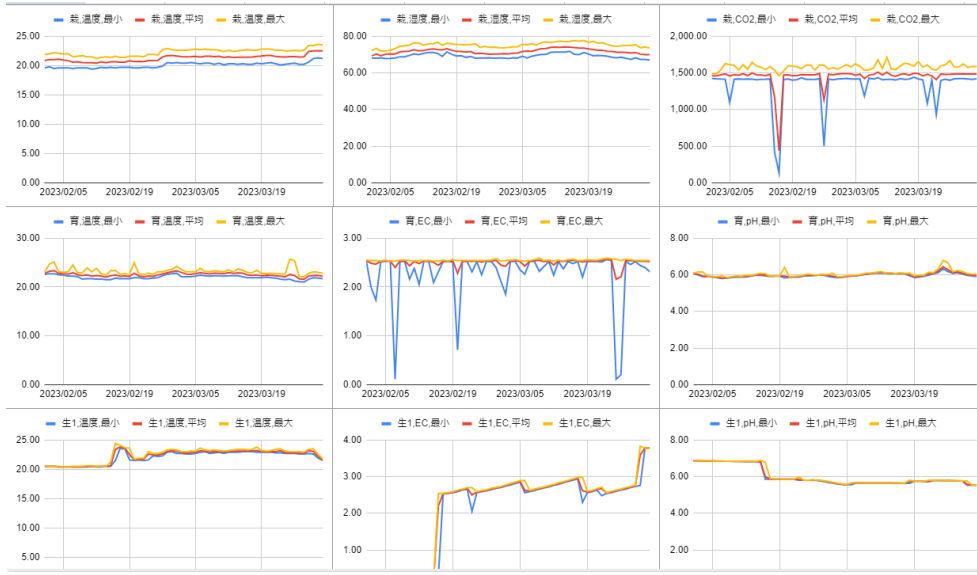 栽,温度,最小 栽,温度,平均 栽,温度,最大
25.00
20.00
15.00
10.00
5.00
0.00
2023/02/05 2023/02/19 2023/03/05 2023/03/19
栽,湿度,最小 栽,湿度,平均 栽,湿度,最大
80.00
60.00
40.00
20.00
0.00
2023/02/05 2023/02/19 2023/03/05 2023/03/19
栽,CO2,最小 栽,CO2,平均 栽,CO2,最大
2,000.00
1,500.00
1,000.00
500.00
0.00
2023/02/05 2023/02/19 2023/03/05 2023/03/19
育,温度,最小 育,温度,平均 育,温度,最大
30.00
20.00
10.00
0.00
2023/02/05 2023/02/19 2023/03/05 2023/03/19
育,EC,最小 育,EC,平均 育,EC,最大
3.00
2.00
1.00
0.00
2023/02/05 2023/02/19 2023/03/05 2023/03/19
育,pH,最小 育,pH,平均 育,pH,最大
8.00
6.00
4.00
2.00
0.00
2023/02/05 2023/02/19 2023/03/05 2023/03/19
生1,温度,最小 生1,温度,平均 生1,温度,最大
25.00
20.00
15.00
10.00
5.00
生1,EC,最小 生1,EC,平均 生1,EC,最大
4.00
3.00
2.00
1.00
生1,pH,最小 生1,pH,平均 生1,pH,最大
8.00
6.00
4.00
2.00